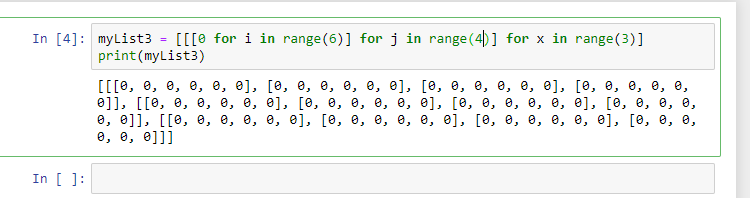 In [4]: myList3 = [[[0 for i in range(6)] for j in range(4)] for x in range(3)]
print(myList3)
[[[0, 0, 0, 0, 0, 0], [0, 0, 0, 0, 0, 0], [0, 0, 0, 0, 0, 0], [0, 0, 0, 0, 0,
0]], [[0, 0, 0, 0, 0, 0], [0, 0, 0, 0, 0, 0], [0, 0, 0, 0, 0, 0], [0, 0, 0, 0,
0, 0]], [[0, 0, 0, 0, 0, 0], [0, 0, 0, 0, 0, 0], [0, 0, 0, 0, 0, 0], [0, 0, 0,
0, 0, 0]]]
In [ ]: